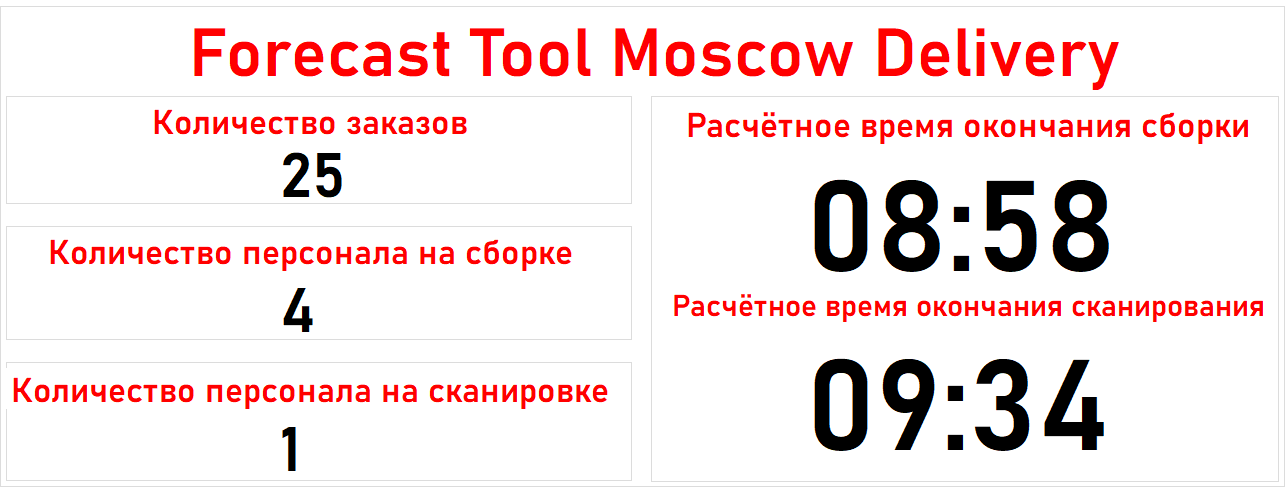 Forecast Tool Moscow Delivery
Количество заказов
25
Количество персонала на сборке
4
Количество персонала на сканировке
1
Расчётное время окончания сборки
08:58
Расчётное время окончания сканирования
09:34